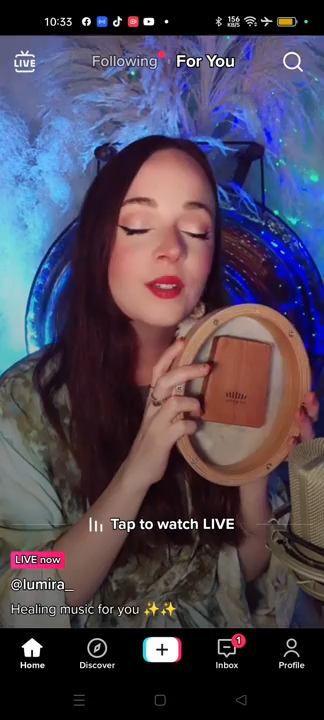 10:33
156
KB/S
LIVE
Following
For You
Tap to watch LIVE
LIVE now
@lumira_
Healing music for you ✨✨
Home
Discover
Inbox
1
Profile